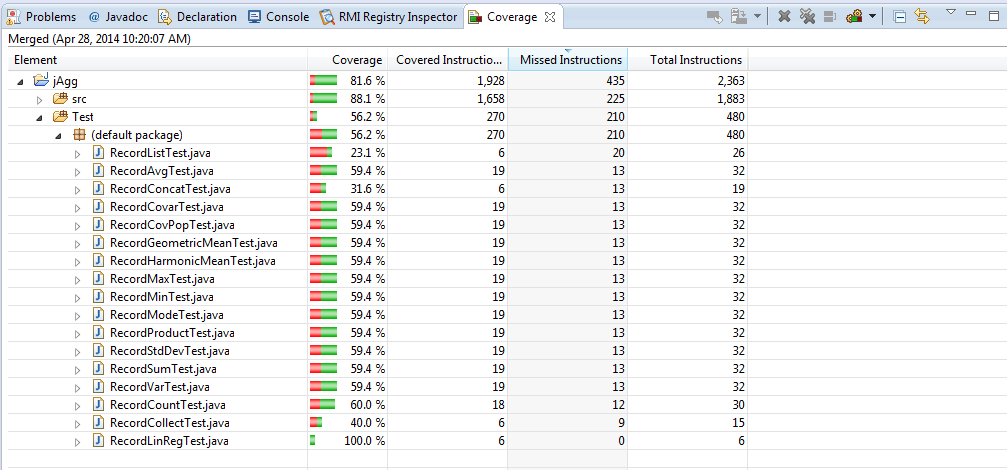 Problems @ Javadoc Declaration Console RMI Registry Inspector Coverage
Merged (Apr 28, 2014 10:20:07 AM)
Element Coverage Covered Instructio... Missed Instructions Total Instructions
jAgg 81.6 % 1,928 435 2,363
src 88.1 % 1,658 225 1,883
Test 56.2 % 270 210 480
(default package) 56.2 % 270 210 480
RecordListTest.java 23.1 % 6 20 26
RecordAvgTest.java 59.4 % 19 13 32
RecordConcatTest.java 31.6 % 6 13 19
RecordCovarTest.java 59.4 % 19 13 32
RecordCovPopTest.java 59.4 % 19 13 32
RecordGeometricMeanTest.java 59.4 % 19 13 32
RecordHarmonicMeanTest.java 59.4 % 19 13 32
RecordMaxTest.java 59.4 % 19 13 32
RecordMinTest.java 59.4 % 19 13 32
RecordModeTest.java 59.4 % 19 13 32
RecordProductTest.java 59.4 % 19 13 32
RecordStdDevTest.java 59.4 % 19 13 32
RecordSumTest.java 59.4 % 19 13 32
RecordVarTest.java 59.4 % 19 13 32
RecordCountTest.java 60.0 % 18 12 30
RecordCollectTest.java 40.0 % 6 9 15
RecordLinRegTest.java 100.0 % 6 0 6